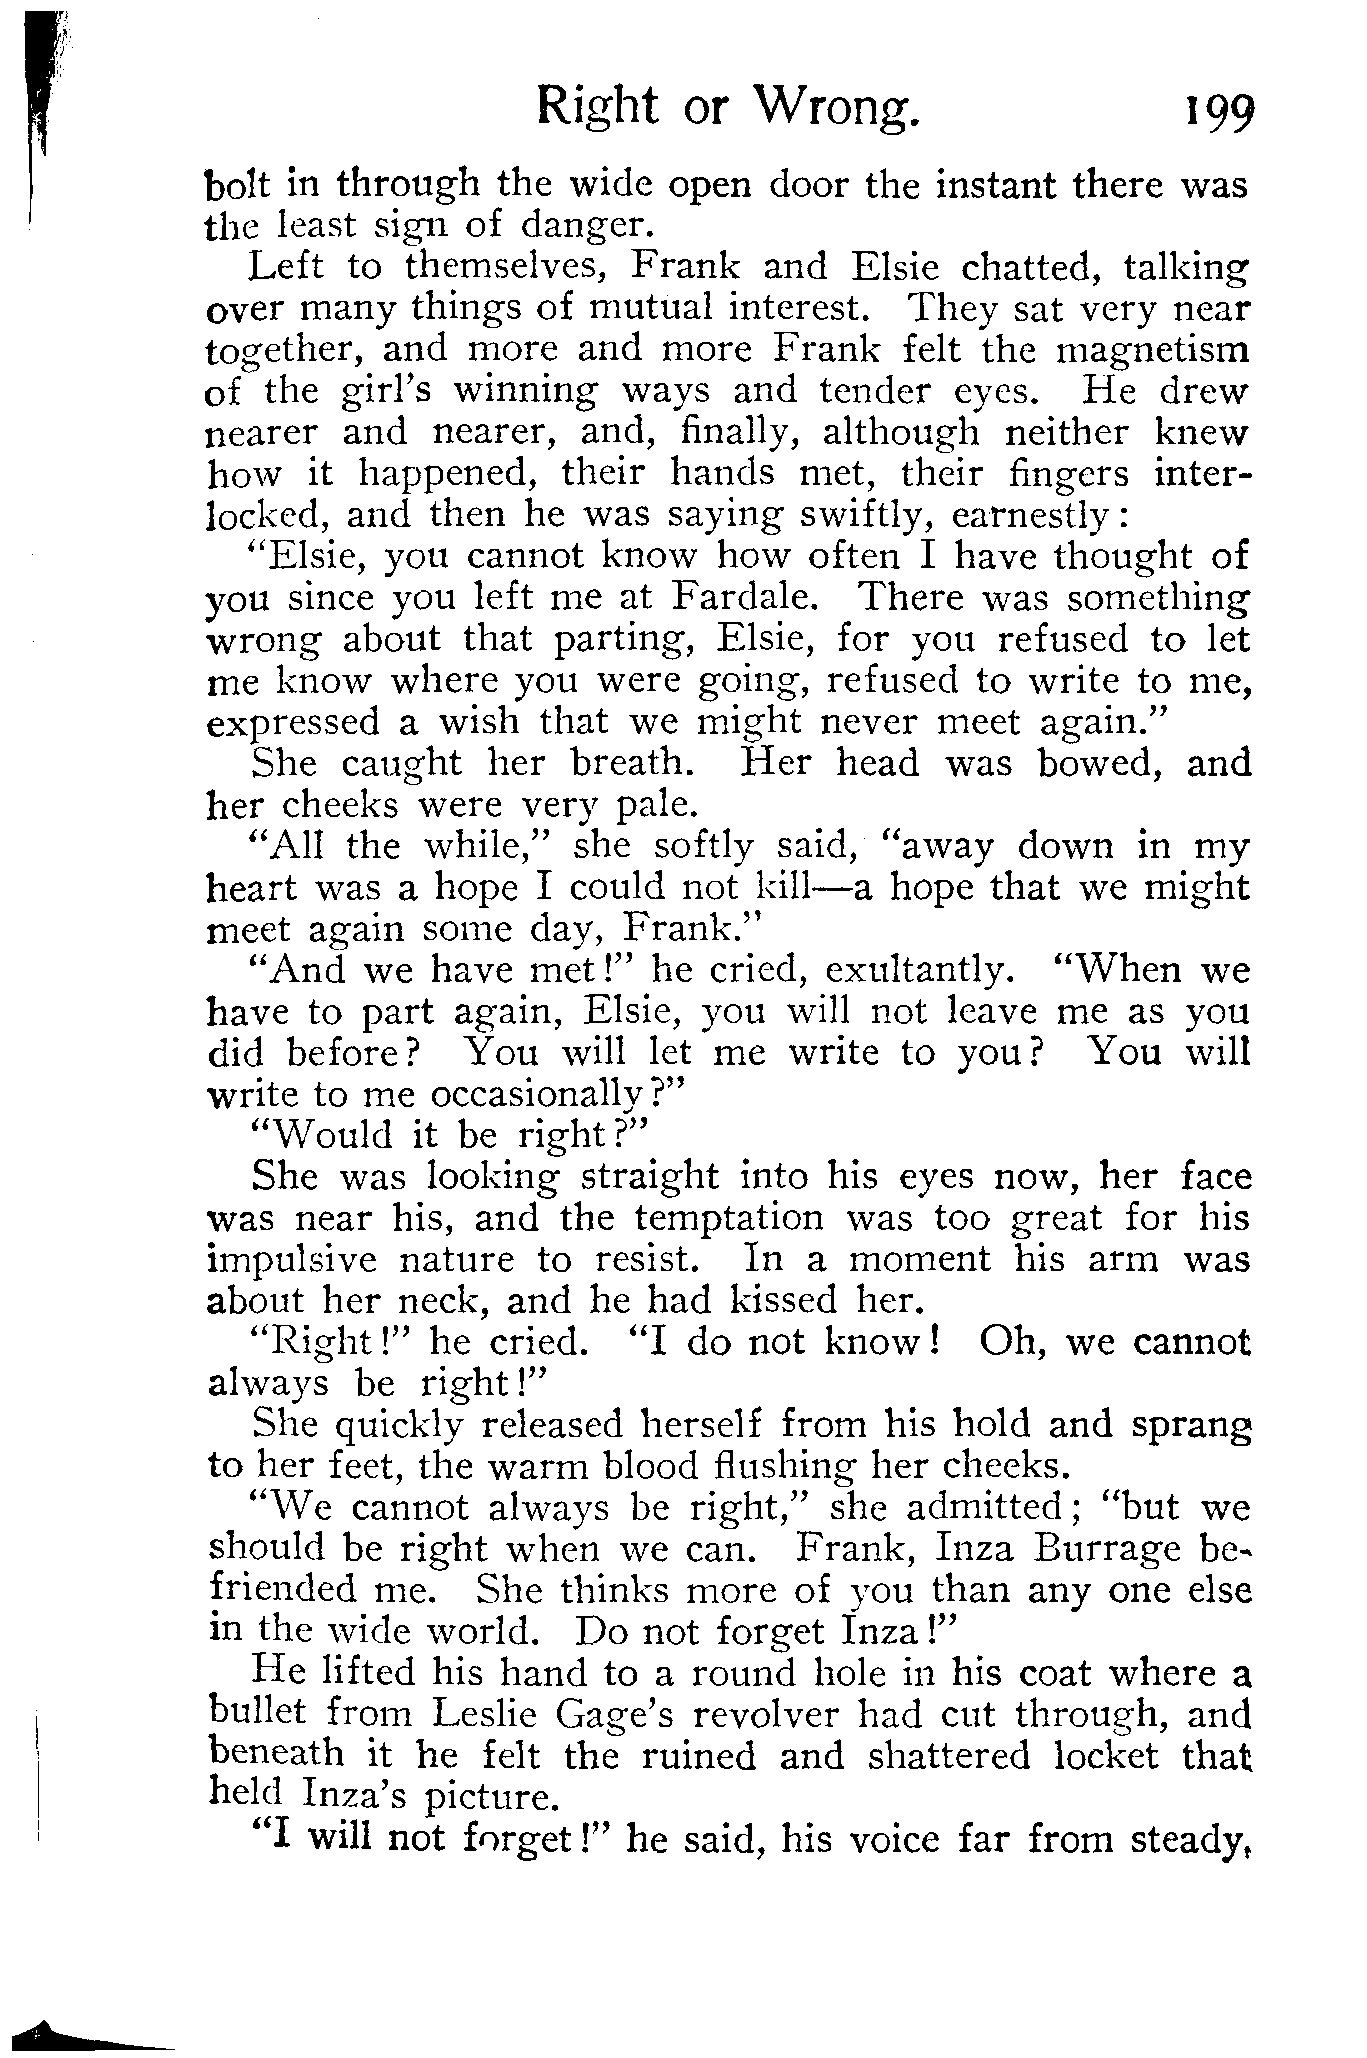 Right or Wrong. 199
bolt in through the wide open door the instant there was
the least sign of danger.
Left to themselves, Frank and Elsie chatted, talking
over many things of mutual interest. They sat very near
together, and more and more Frank felt the magnetism
of the girl's winning ways and tender eyes. He drew
nearer and nearer, and, finally, although neither knew
how it happened, their hands met, their fingers inter-
locked, and then he was saying swiftly, earnestly:
"Elsie, you cannot know how often I have thought of
you since you left me at Fardale. There was something
wrong about that parting, Elsie, for you refused to let
me know where you were going, refused to write to me,
expressed a wish that we might never meet again."
She caught her breath. Her head was bowed, and
her cheeks were very pale.
"All the while," she softly said, "away down in my
heart was a hope I could not kill—a hope that we might
meet again some day, Frank."
"And we have met!" he cried, exultantly. "When we
have to part again, Elsie, you will not leave me as you
did before? You will let me write to you? You will
write to me occasionally?"
"Would it be right?"
She was looking straight into his eyes now, her face
was near his, and the temptation was too great for his
impulsive nature to resist. In a moment his arm was
about her neck, and he had kissed her.
"Right!" he cried. "I do not know! Oh, we cannot
always be right!"
She quickly released herself from his hold and sprang
to her feet, the warm blood flushing her cheeks.
"We cannot always be right," she admitted; "but we
should be right when we can. Frank, Inza Burrage be-
friended me. She thinks more of you than any one else
in the wide world. Do not forget Inza!"
He lifted his hand to a round hole in his coat where a
bullet from Leslie Gage's revolver had cut through, and
beneath it he felt the ruined and shattered locket that
held Inza's picture.
"I will not forget!" he said, his voice far from steady,